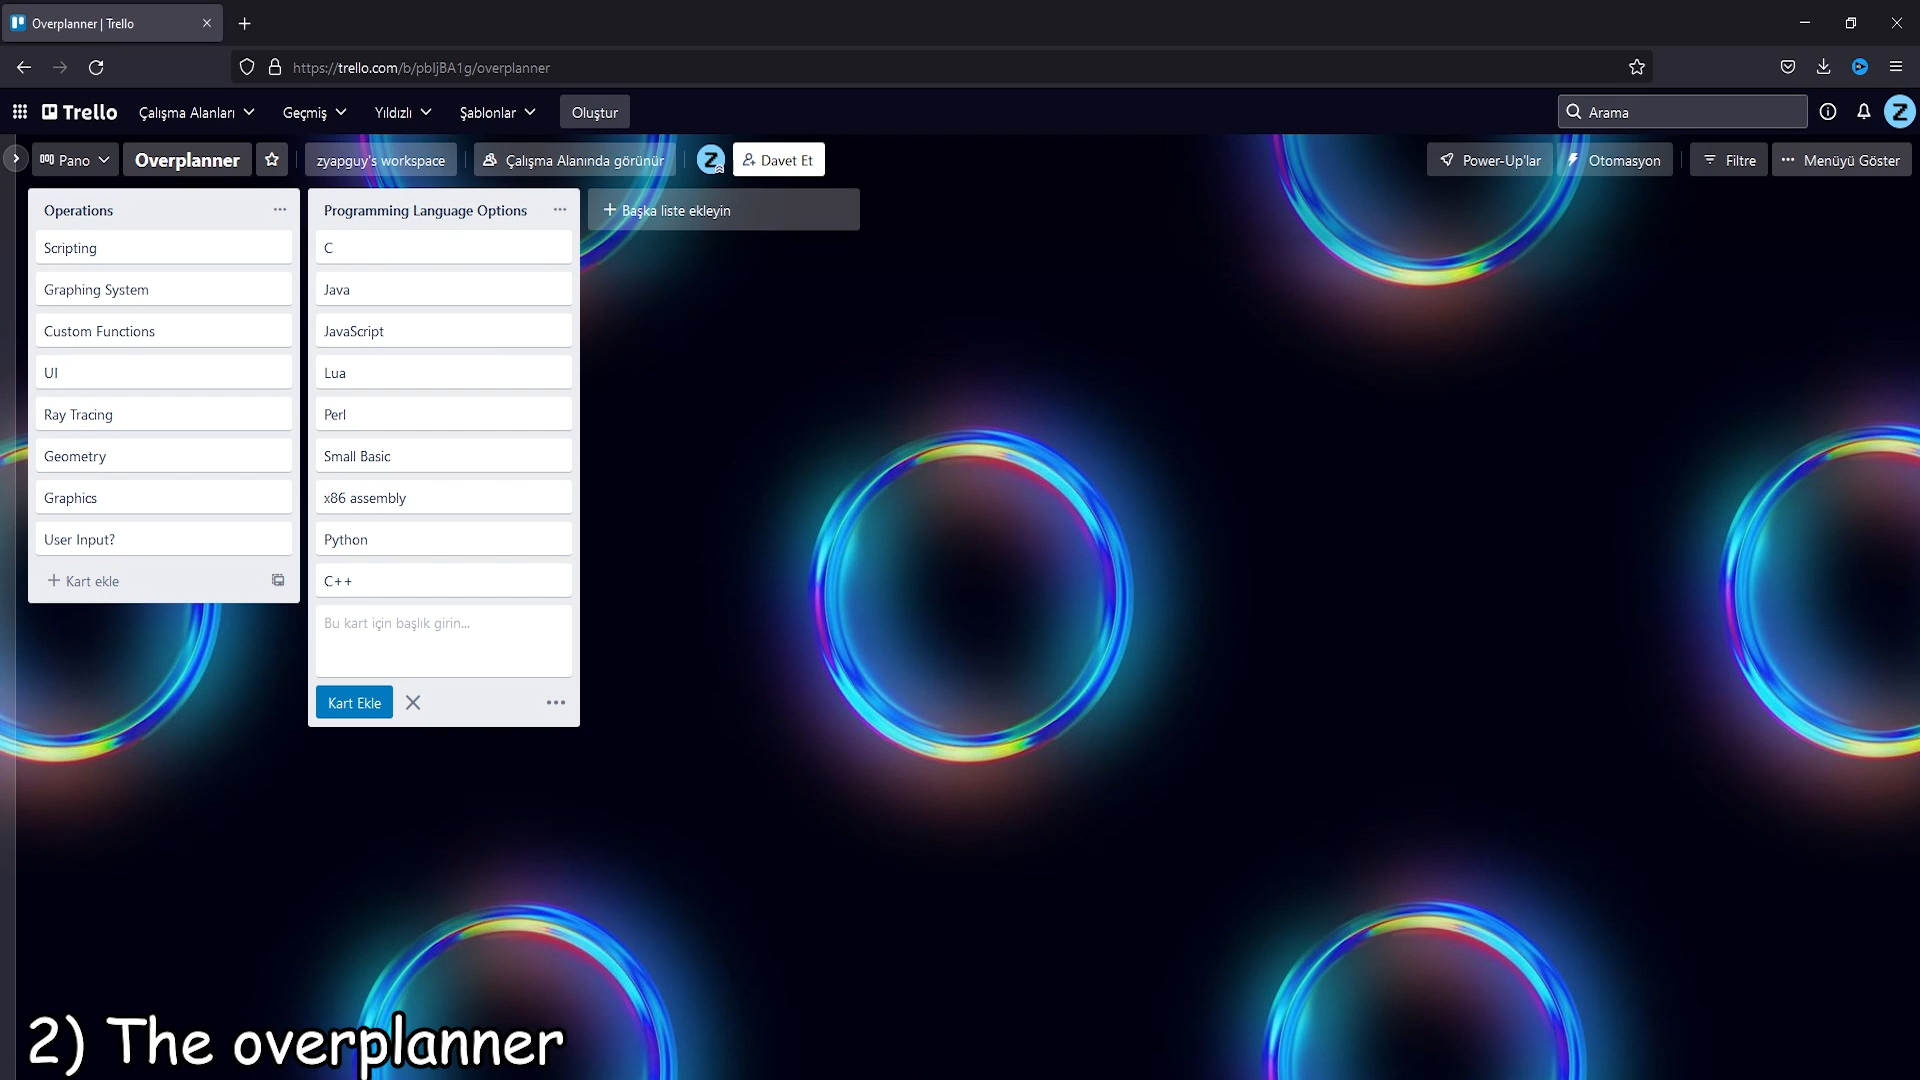 Overplanner | Trello
https://trello.com/b/pbIjBA1g/overplanner
Trello
Çalışma Alanları
Geçmiş
Yıldızlı
Şablonlar
Oluştur
Arama
Z
Pano
Overplanner
zyapguy's workspace
Çalışma Alanında görünür
Z
Davet Et
Power-Up'lar
Otomasyon
Filtre
Menüyü Göster
Operations
Scripting
Graphing System
Custom Functions
UI
Ray Tracing
Geometry
Graphics
User Input?
Kart ekle
Programming Language Options
C
Java
JavaScript
Lua
Perl
Small Basic
x86 assembly
Python
C++
Bu kart için başlık girin...
Kart Ekle
Başka liste ekleyin
2) The overplanner